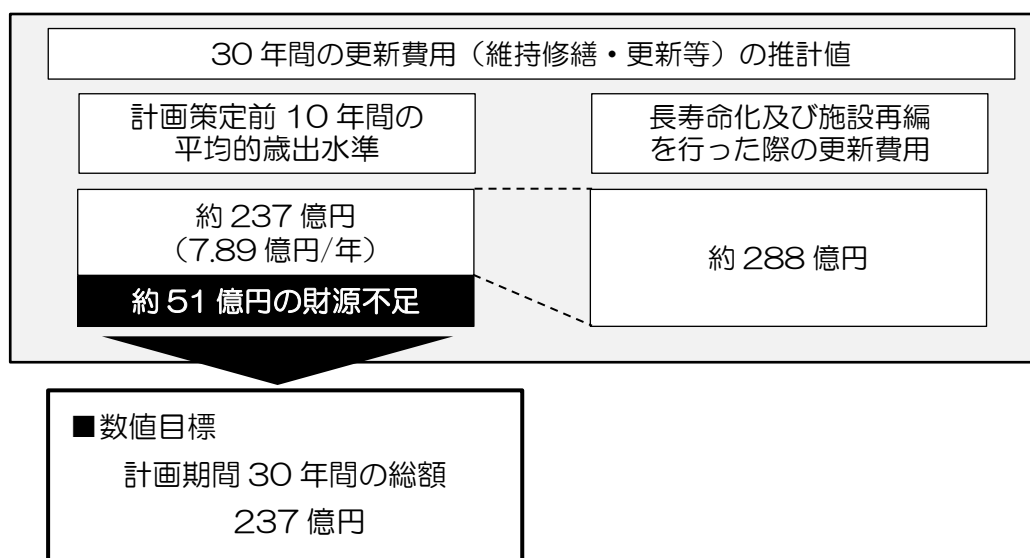 30年間の更新費用（維持修繕・更新等）の推計値
計画策定前 10年間の
平均的歳出水準
長寿命化及び施設再編
を行った際の更新費用
約 237 億円
（7.89 億円/年）
約 288 億円
約 51 億円の財源不足
■数値目標
計画期間 30 年間の総額
237 億円